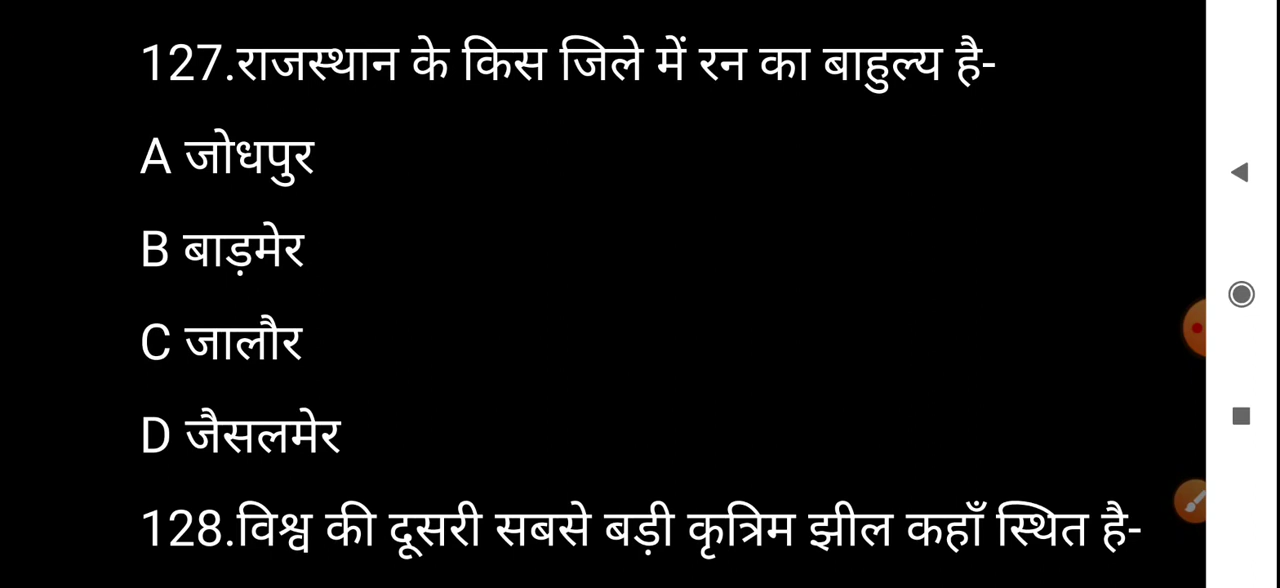 127.राजस्थान के किस जिले में रन का बाहुल्य है-
A जोधपुर
B बाड़मेर
C जालौर
D जैसलमेर
128.विश्व की दूसरी सबसे बड़ी कृत्रिम झील कहाँ स्थित है-